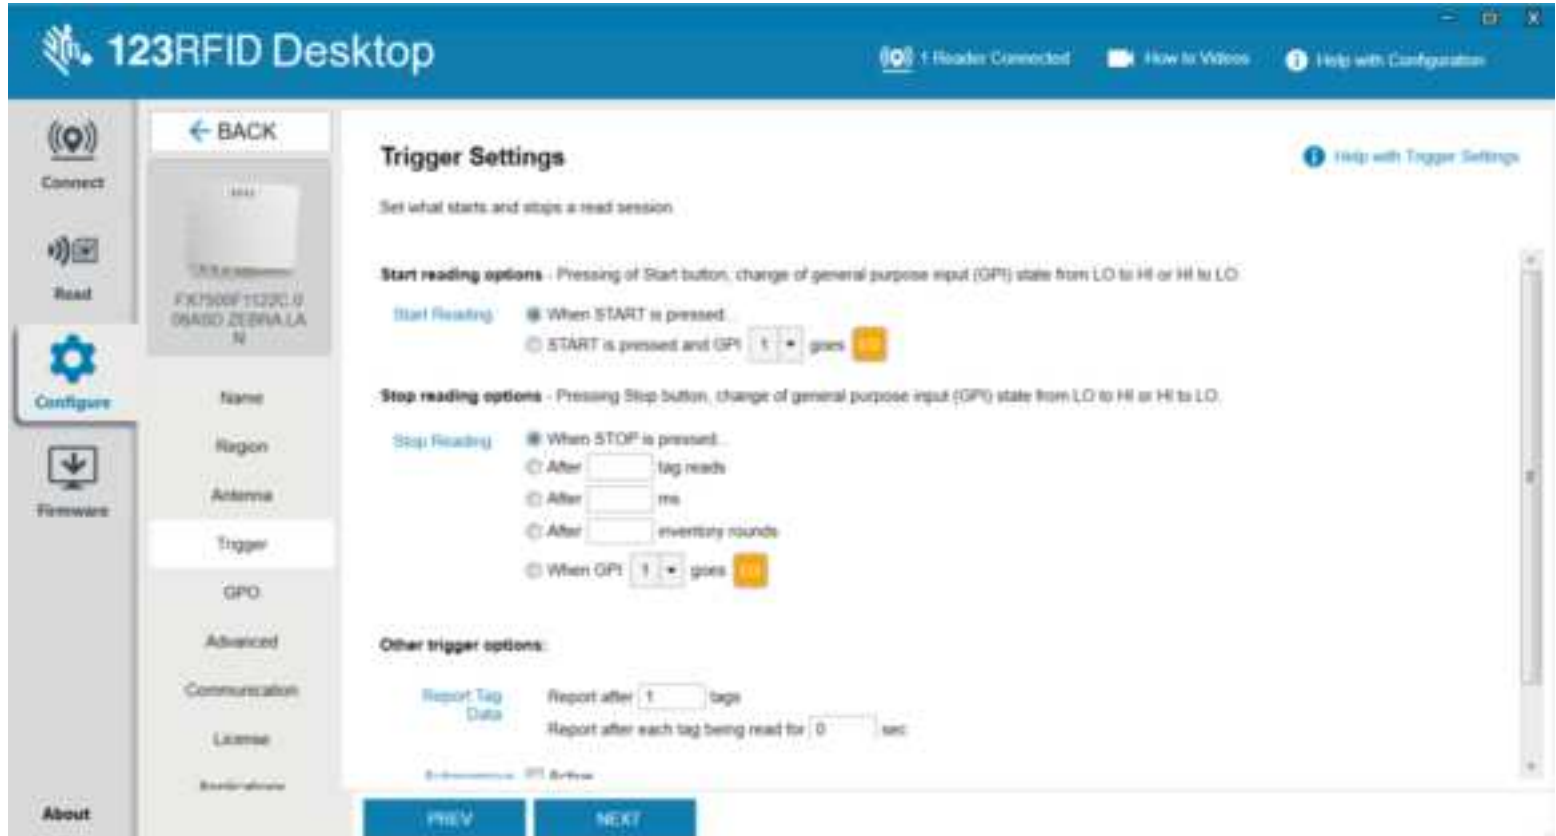 123RFID Desktop
1 Reader Connected
How to Videos
Help with Configuration
Connect
Read
Configure
Firmware
About
← BACK
Name
Region
Antenna
Trigger
GPO
Advanced
Communication
License
Applications
Trigger Settings
Help with Trigger Settings
Set what starts and stops a read session.
Start reading options - Pressing of Start button, change of general purpose input (GPI) state from LO to HI or HI to LO.
Start Reading
When START is pressed...
START is pressed and GPI 1 goes
Stop reading options - Pressing Stop button, change of general purpose input (GPI) state from LO to HI or HI to LO.
Stop Reading
When STOP is pressed...
After tag reads
After ms
After inventory rounds
When GPI 1 goes
Other trigger options:
Report Tag
Data
Report after 1 tags
Report after each tag being read for 0 sec
Active
PREV
NEXT